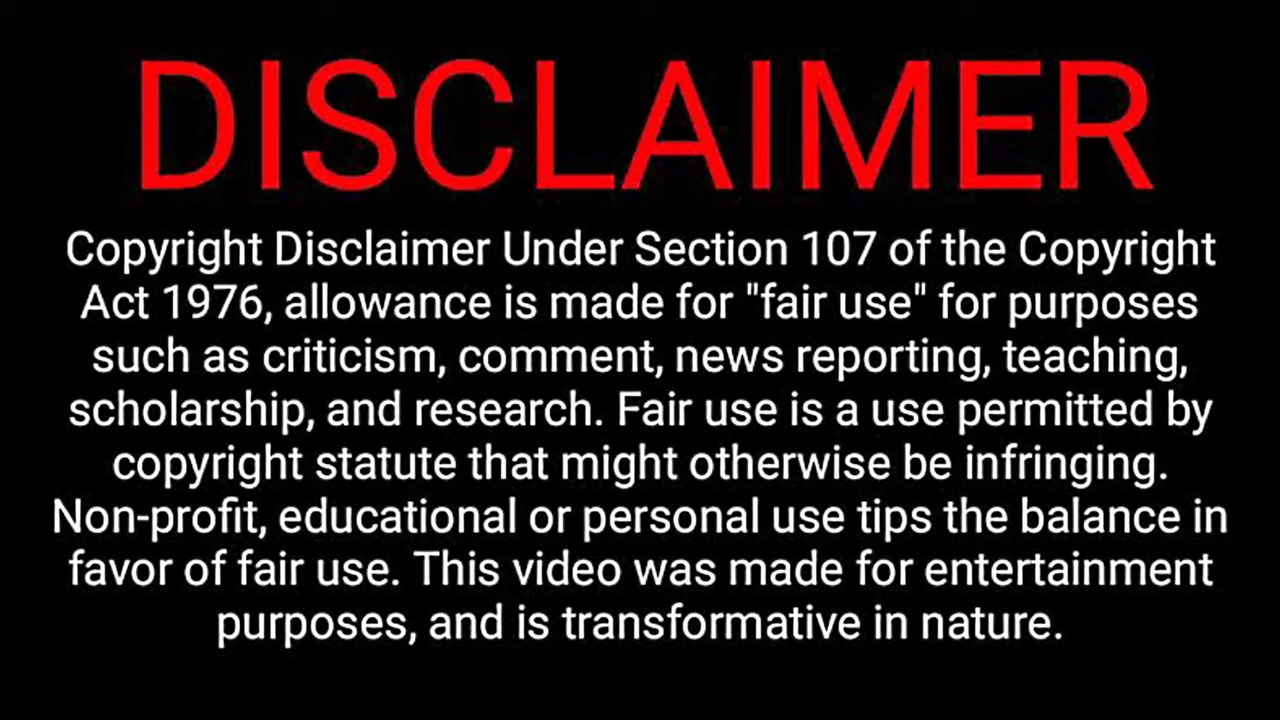 DISCLAIMER
Copyright Disclaimer Under Section 107 of the Copyright
Act 1976, allowance is made for "fair use" for purposes
such as criticism, comment, news reporting, teaching,
scholarship, and research. Fair use is a use permitted by
copyright statute that might otherwise be infringing.
Non-profit, educational or personal use tips the balance in
favor of fair use. This video was made for entertainment
purposes, and is transformative in nature.